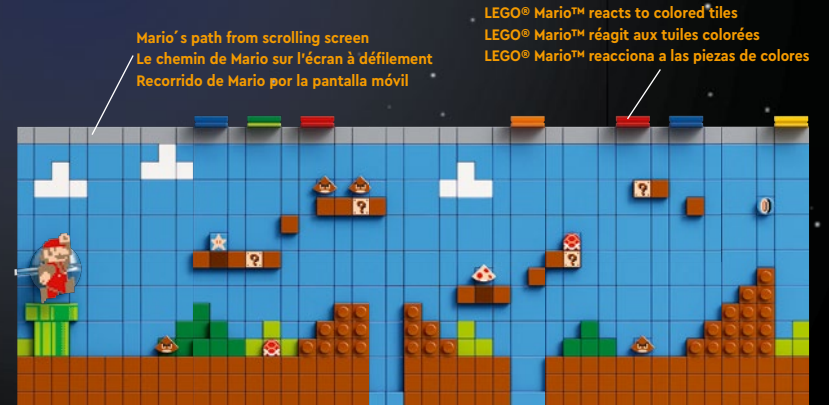 Mario´s path from scrolling screen
Le chemin de Mario sur l'écran à défilement
Recorrido de Mario por la pantalla móvil
LEGO® Mario™ reacts to colored tiles
LEGO® Mario™ réagit aux tuiles colorées
LEGO® Mario™ reacciona a las piezas de colores
?
?
?
?